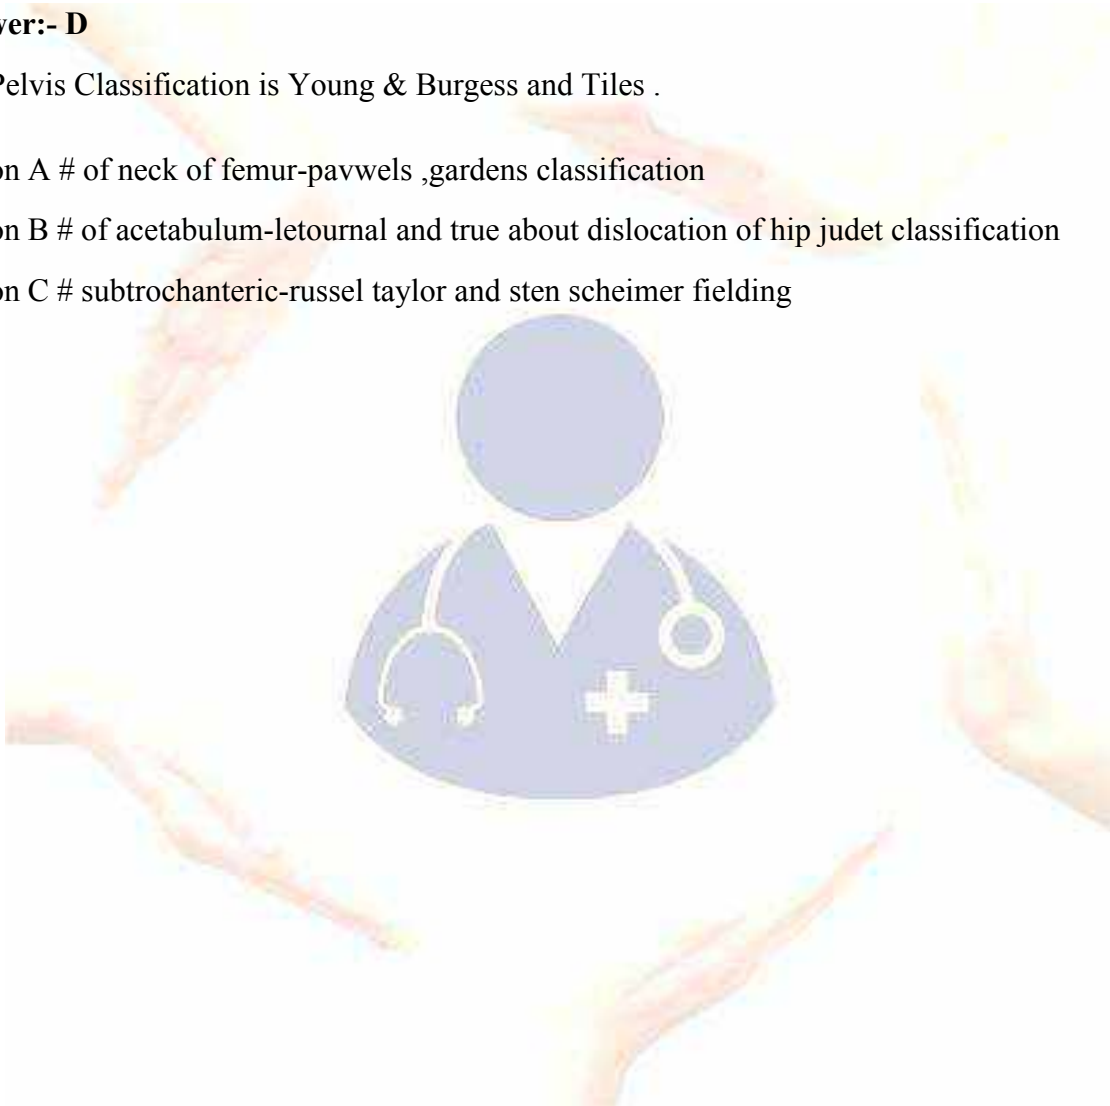 ver:- D
Pelvis Classification is Young & Burgess and Tiles .
on A # of neck of femur-pavwels ,gardens classification
on B # of acetabulum-letournal and true about dislocation of hip judet classification
on C # subtrochanteric-russel taylor and sten scheimer fielding